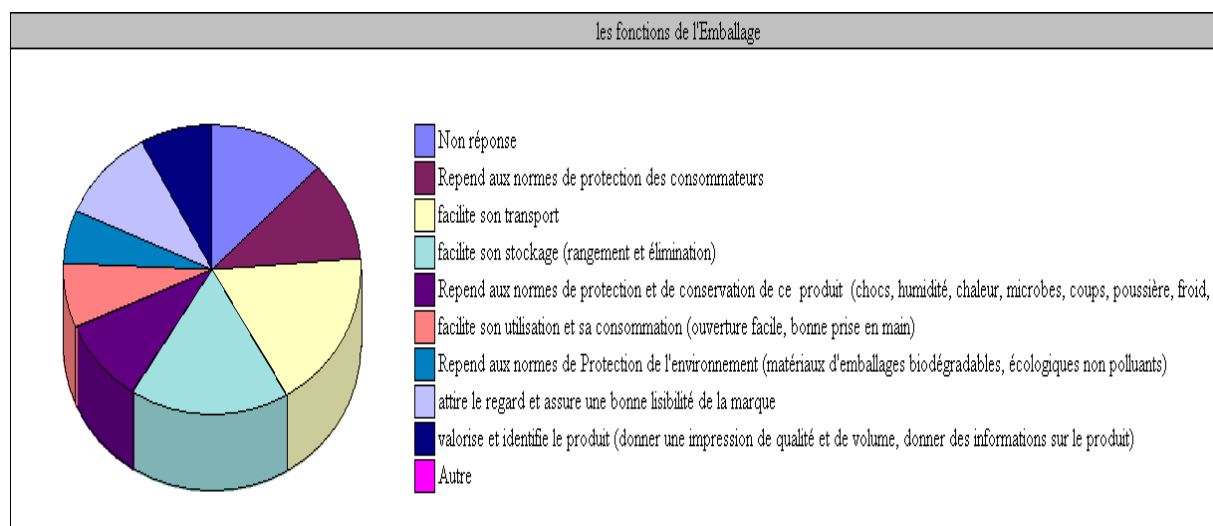 les fonctions de l'Emballage
Non réponse
Repend aux normes de protection des consommateurs
facilite son transport
facilite son stockage (rangement et élimination)
Repend aux normes de protection et de conservation de ce produit (chocs, humidité, chaleur, microbes, coups, poussière, froid,
facilite son utilisation et sa consommation (ouverture facile, bonne prise en main)
Repend aux normes de Protection de l'environnement (matériaux d'emballages biodégradables, écologiques non polluants)
attire le regard et assure une bonne lisibilité de la marque
valorise et identifie le produit (donner une impression de qualité et de volume, donner des informations sur le produit)
Autre